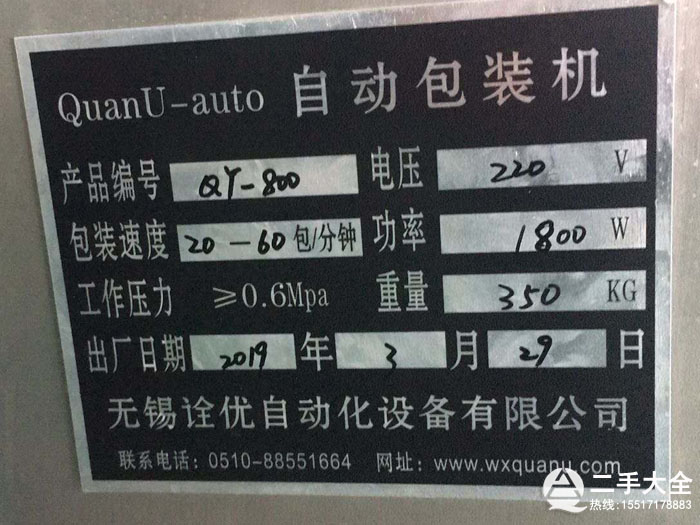 QuanU-auto 自动包装机
产品编号 QY-800 电压 220 V
包装速度 20-60包/分钟 功率 1800 W
工作压力 ≥0.6Mpa 重量 350 KG
出厂日期 2019 年 3 月 29 日
无锡诠优自动化设备有限公司
联系电话：0510-88551664 网址：www.wxquanu.com
二手大全
热线：15517178883